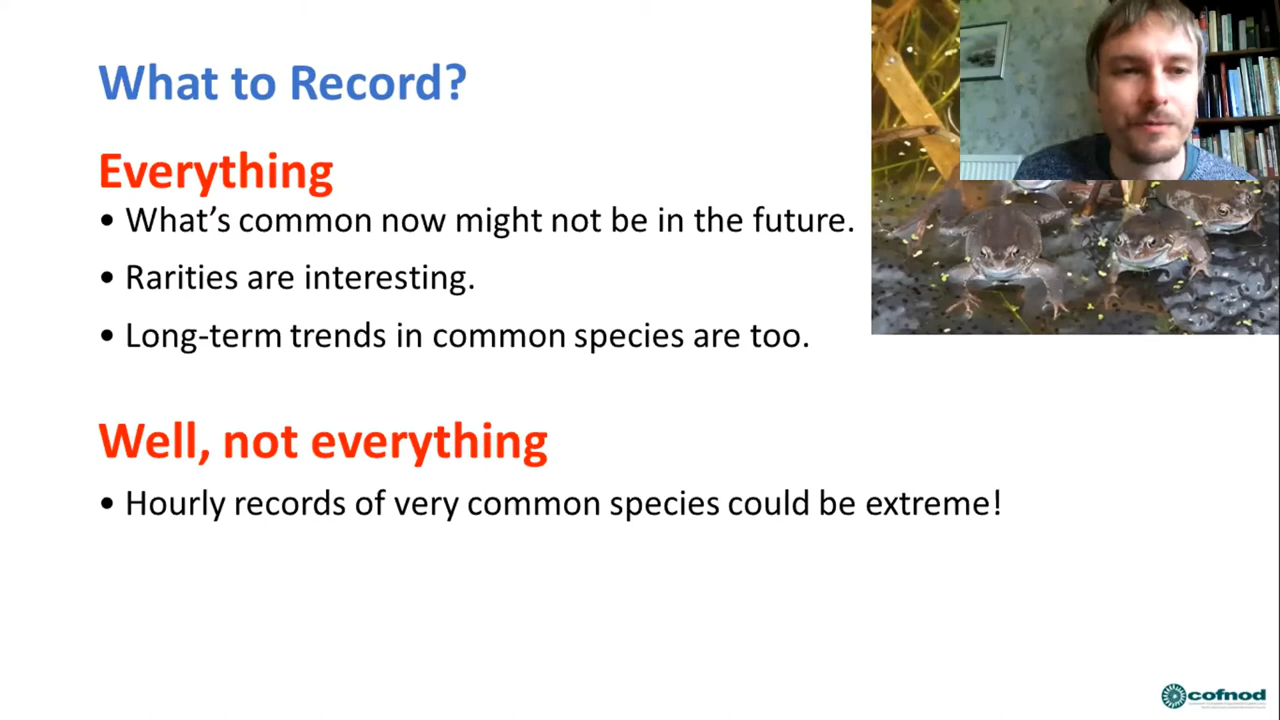 What to Record?
Everything
• What's common now might not be in the future.
• Rarities are interesting.
• Long-term trends in common species are too.
Well, not everything
• Hourly records of very common species could be extreme!
cofnod